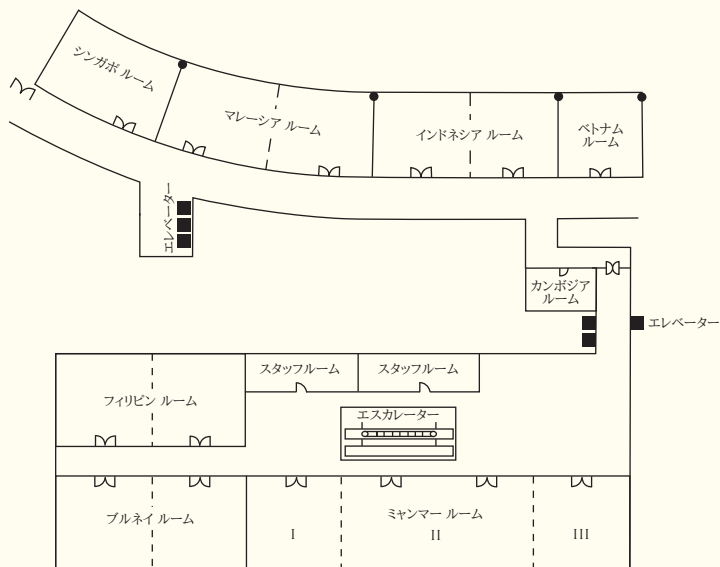 シンガポ ルーム
マレーシア ルーム
インドネシア ルーム
ベトナム
ルーム
エレベーター
カンボジア
ルーム
エレベーター
スタッフルーム
スタッフルーム
フィリピン ルーム
エスカレーター
ブルネイ ルーム
ミャンマー ルーム
I
II
III